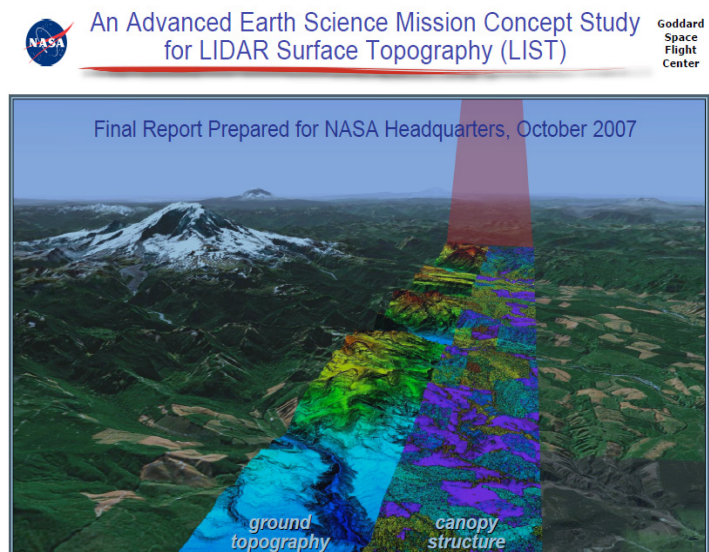 NASA
An Advanced Earth Science Mission Concept Study
for LIDAR Surface Topography (LIST)
Goddard
Space
Flight
Center
Final Report Prepared for NASA Headquarters, October 2007
ground
topography
canopy
structure